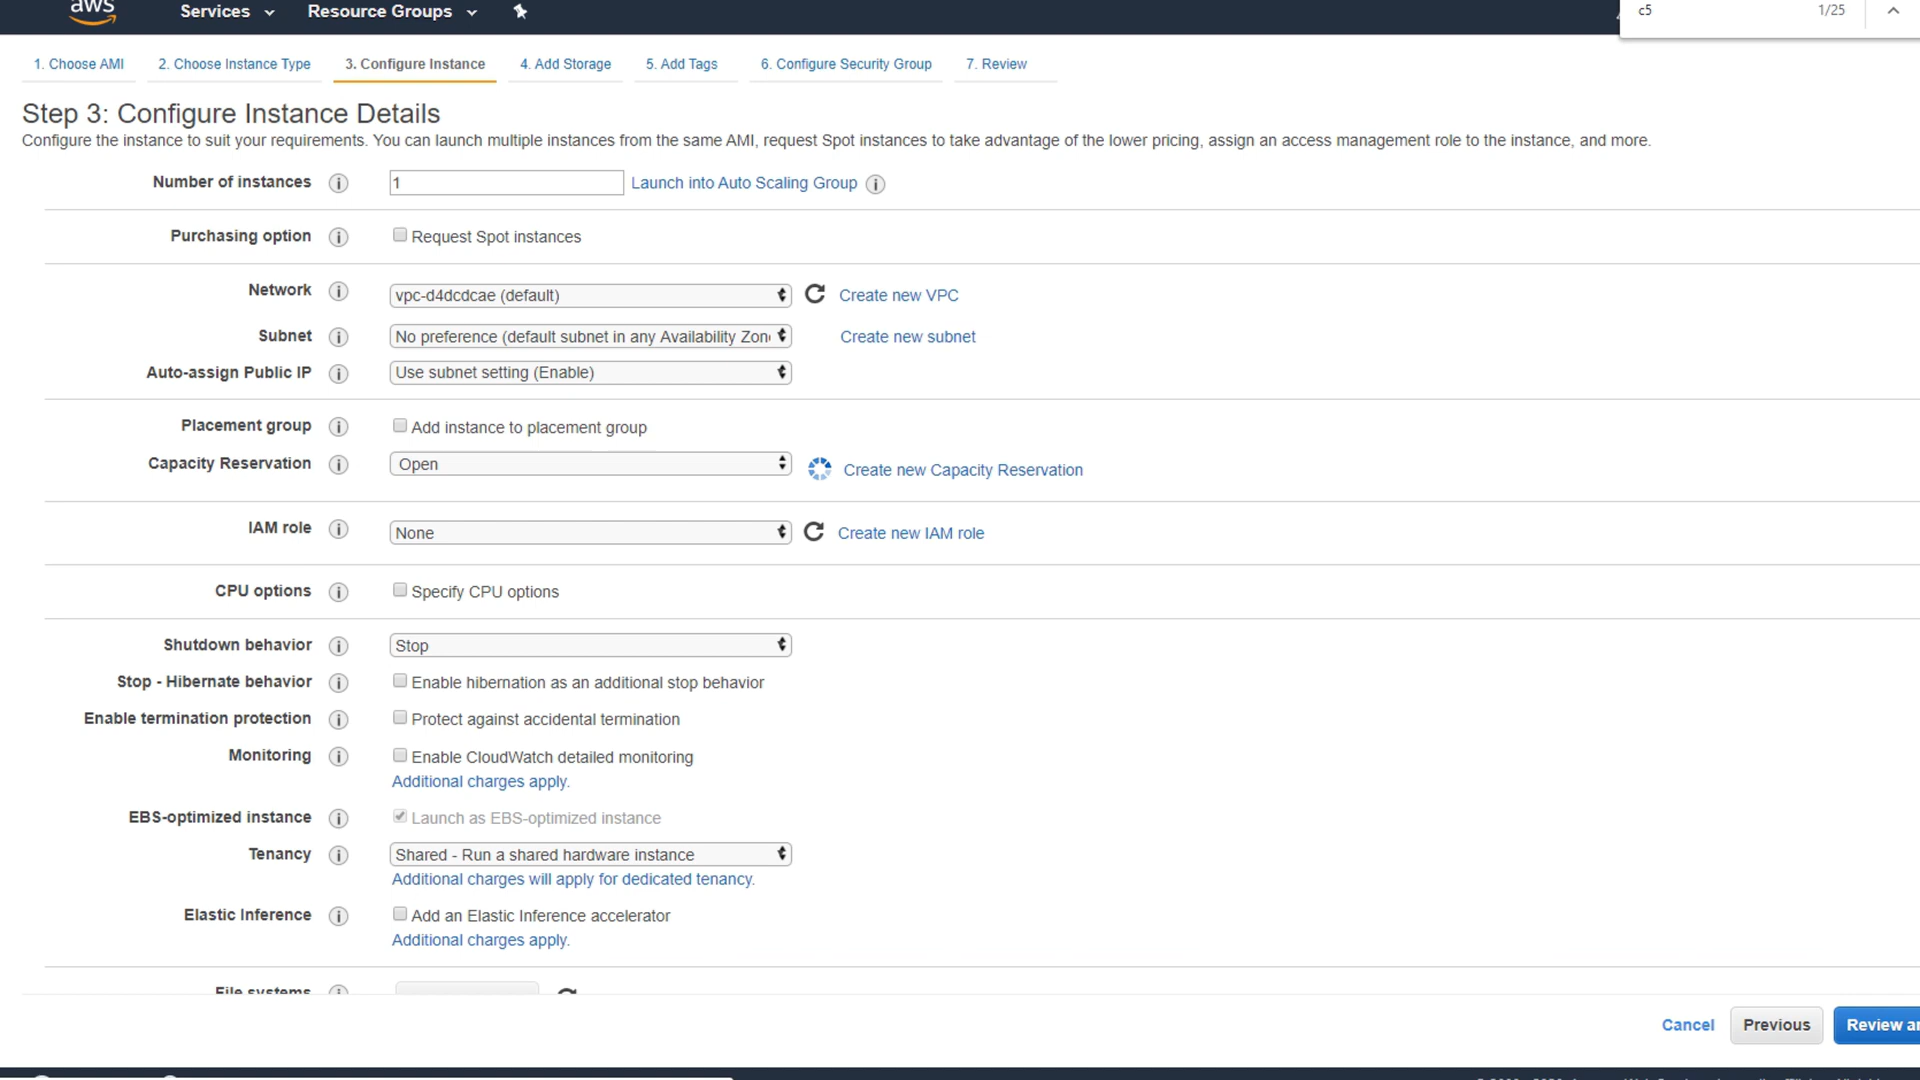 aws Services Resource Groups c5 1/25
1. Choose AMI 2. Choose Instance Type 3. Configure Instance 4. Add Storage 5. Add Tags 6. Configure Security Group 7. Review
Step 3: Configure Instance Details
Configure the instance to suit your requirements. You can launch multiple instances from the same AMI, request Spot instances to take advantage of the lower pricing, assign an access management role to the instance, and more.
Number of instances 1 Launch into Auto Scaling Group
Purchasing option Request Spot instances
Network vpc-d4dcdcae (default) Create new VPC
Subnet No preference (default subnet in any Availability Zon Create new subnet
Auto-assign Public IP Use subnet setting (Enable)
Placement group Add instance to placement group
Capacity Reservation Open Create new Capacity Reservation
IAM role None Create new IAM role
CPU options Specify CPU options
Shutdown behavior Stop
Stop - Hibernate behavior Enable hibernation as an additional stop behavior
Enable termination protection Protect against accidental termination
Monitoring Enable CloudWatch detailed monitoring
Additional charges apply.
EBS-optimized instance Launch as EBS-optimized instance
Tenancy Shared - Run a shared hardware instance
Additional charges will apply for dedicated tenancy.
Elastic Inference Add an Elastic Inference accelerator
Additional charges apply.
File systems
Cancel Previous Review an